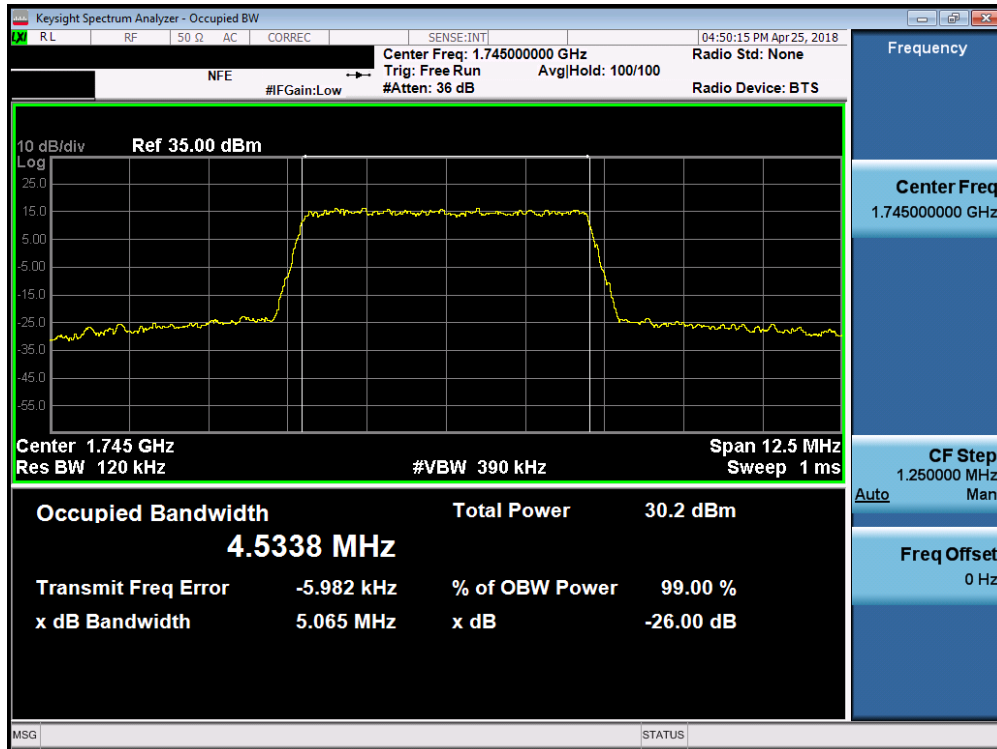 Keysight Spectrum Analyzer - Occupied BW
LXI RL RF 50 Ω AC CORREC SENSE:INT 04:50:15 PM Apr 25, 2018
Center Freq: 1.745000000 GHz Radio Std: None
NFE Trig: Free Run Avg|Hold: 100/100
#IFGain:Low #Atten: 36 dB Radio Device: BTS
10 dB/div Ref 35.00 dBm
Log
25.0
15.0
5.00
-5.00
-15.0
-25.0
-35.0
-45.0
-55.0
Center 1.745 GHz Span 12.5 MHz
Res BW 120 kHz #VBW 390 kHz Sweep 1 ms
Occupied Bandwidth Total Power 30.2 dBm
4.5338 MHz
Transmit Freq Error -5.982 kHz % of OBW Power 99.00 %
x dB Bandwidth 5.065 MHz x dB -26.00 dB
MSG STATUS
Frequency
Center Freq
1.745000000 GHz
CF Step
1.250000 MHz
Auto Man
Freq Offset
0 Hz